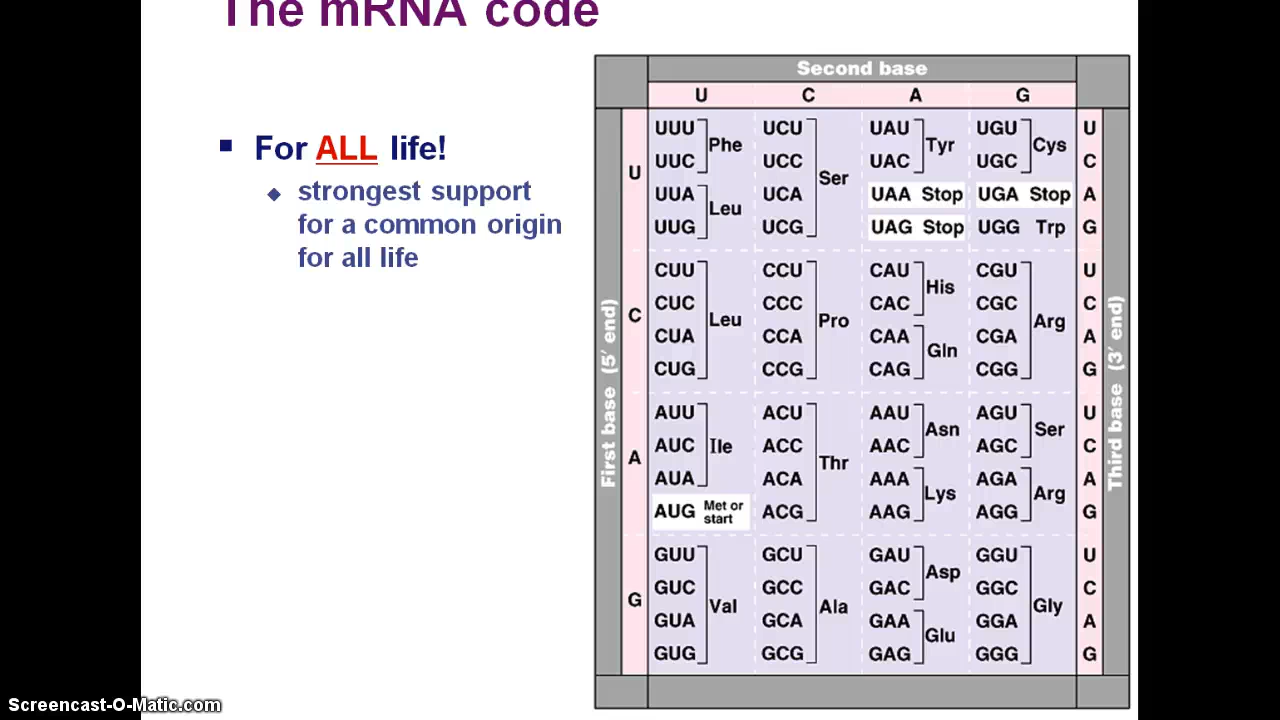 The mRNA code
For ALL life!
strongest support
for a common origin
for all life
Second base
U C A G
First base (5′ end)
Third base (3′ end)
U
UUU UCU UAU UGU U
Phe Tyr Cys
UUC UCC UAC UGC C
Ser
UUA UCA UAA Stop UGA Stop A
Leu
UUG UCG UAG Stop UGG Trp G
C
CUU CCU CAU CGU U
His
CUC CCC CAC CGC C
Leu Pro Arg
CUA CCA CAA CGA A
Gln
CUG CCG CAG CGG G
A
AUU ACU AAU AGU U
Asn Ser
AUC Ile ACC AAC AGC C
Thr
AUA ACA AAA AGA A
Lys Arg
AUG Met or start ACG AAG AGG G
G
GUU GCU GAU GGU U
Asp
GUC GCC GAC GGC C
Val Ala Gly
GUA GCA GAA GGA A
Glu
GUG GCG GAG GGG G
Screencast-O-Matic.com